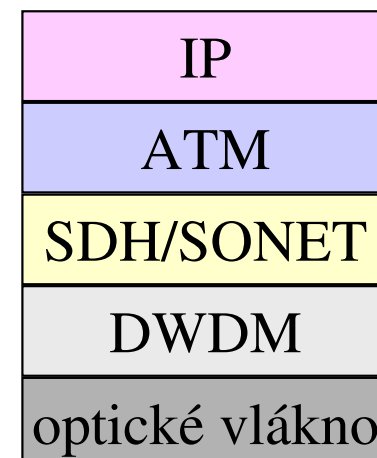 IP
ATM
SDH/SONET
DWDM
optické vlákno